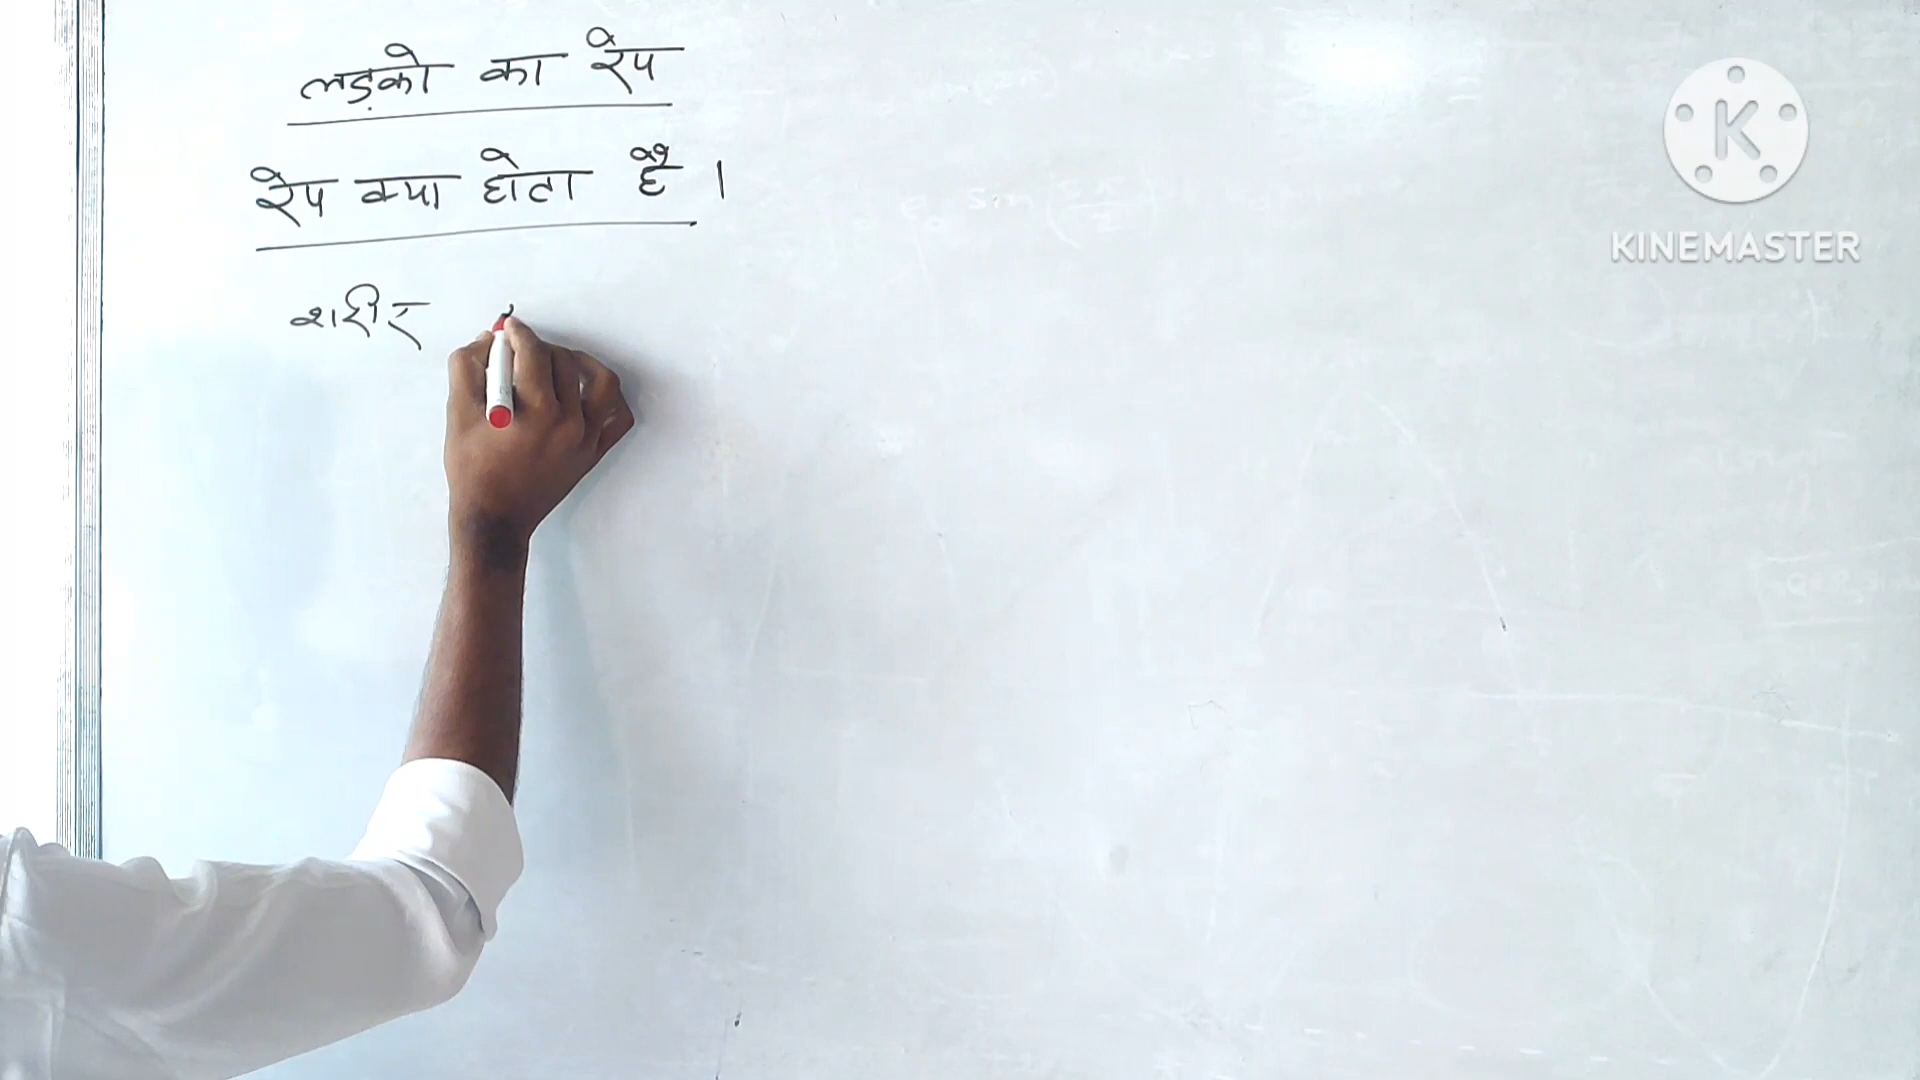 लड़को का रेप
रेप क्या होता है ।
शरीर
KINEMASTER